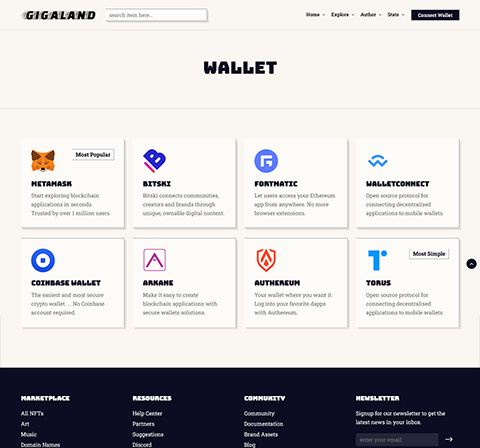 GIGALAND
search item here...
Home Explore Author Stats Connect Wallet
WALLET
Most Popular
METAMASK
Start exploring blockchain
applications in seconds.
Trusted by over 1 million users.
BITSKI
Bitski connects communities,
creators and brands through
unique, ownable digital content.
FORTMATIC
Let users access your Ethereum
app from anywhere. No more
browser extensions.
WALLETCONNECT
Open source protocol for
connecting decentralised
applications to mobile wallets.
COINBASE WALLET
The easiest and most secure
crypto wallet. ... No Coinbase
account required.
ARKANE
Make it easy to create
blockchain applications with
secure wallets solutions.
AUTHEREUM
Your wallet where you want it.
Log into your favorite dapps
with Authereum.
Most Simple
TORUS
Open source protocol for
connecting decentralised
applications to mobile wallets.
MARKETPLACE
All NFTs
Art
Music
Domain Names
RESOURCES
Help Center
Partners
Suggestions
Discord
COMMUNITY
Community
Documentation
Brand Assets
Blog
NEWSLETTER
Signup for our newsletter to get the
latest news in your inbox.
enter your email